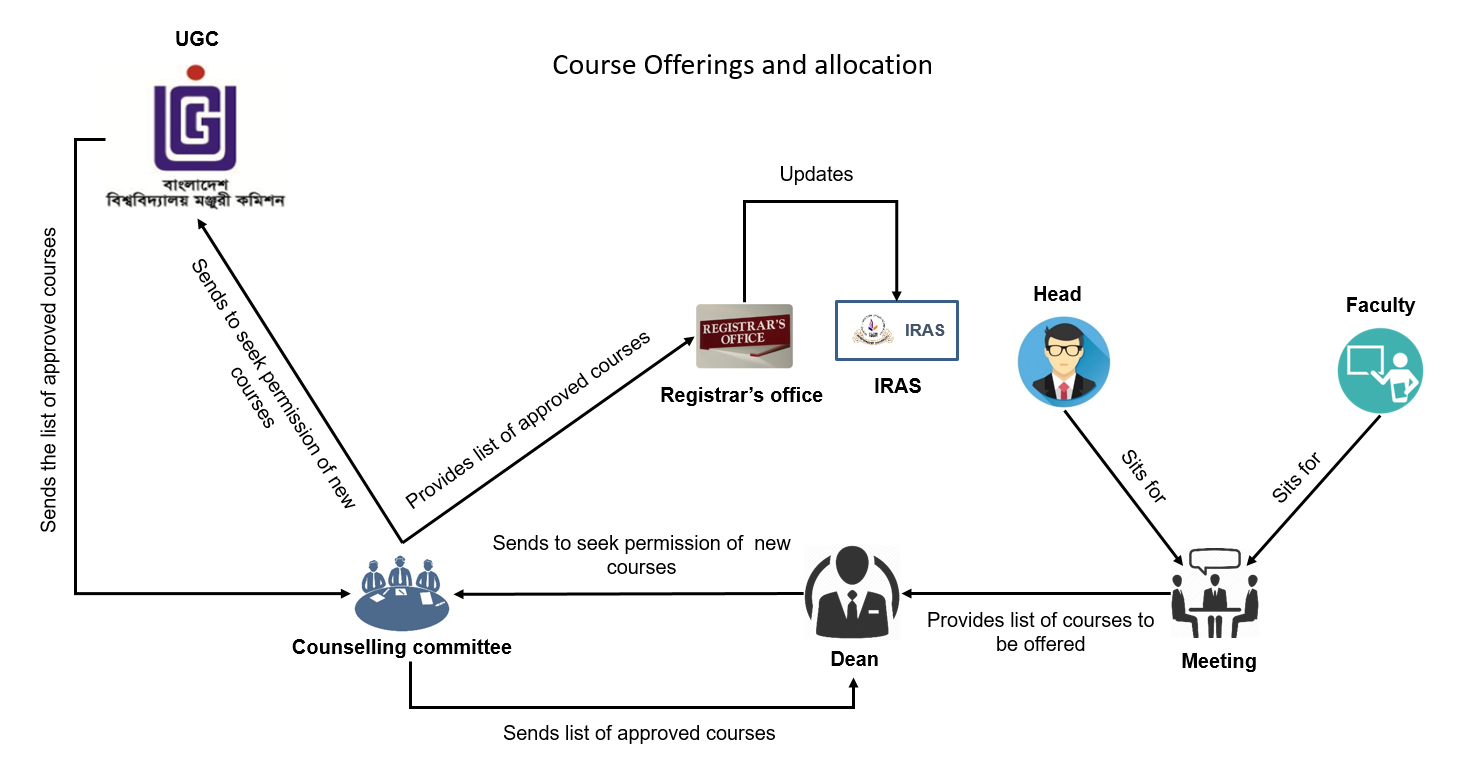 UGC
Course Offerings and allocation
বাংলাদেশ
বিশ্ববিদ্যালয় মঞ্জুরী কমিশন
Updates
Sends the list of approved courses
Sends to seek permission of new
courses
Provides list of approved courses
REGISTRAR'S
OFFICE
Registrar's office
IRAS
IRAS
Head
Faculty
Sits for
Sits for
Sends to seek permission of  new
courses
Provides list of courses to
be offered
Counselling committee
Dean
Meeting
Sends list of approved courses